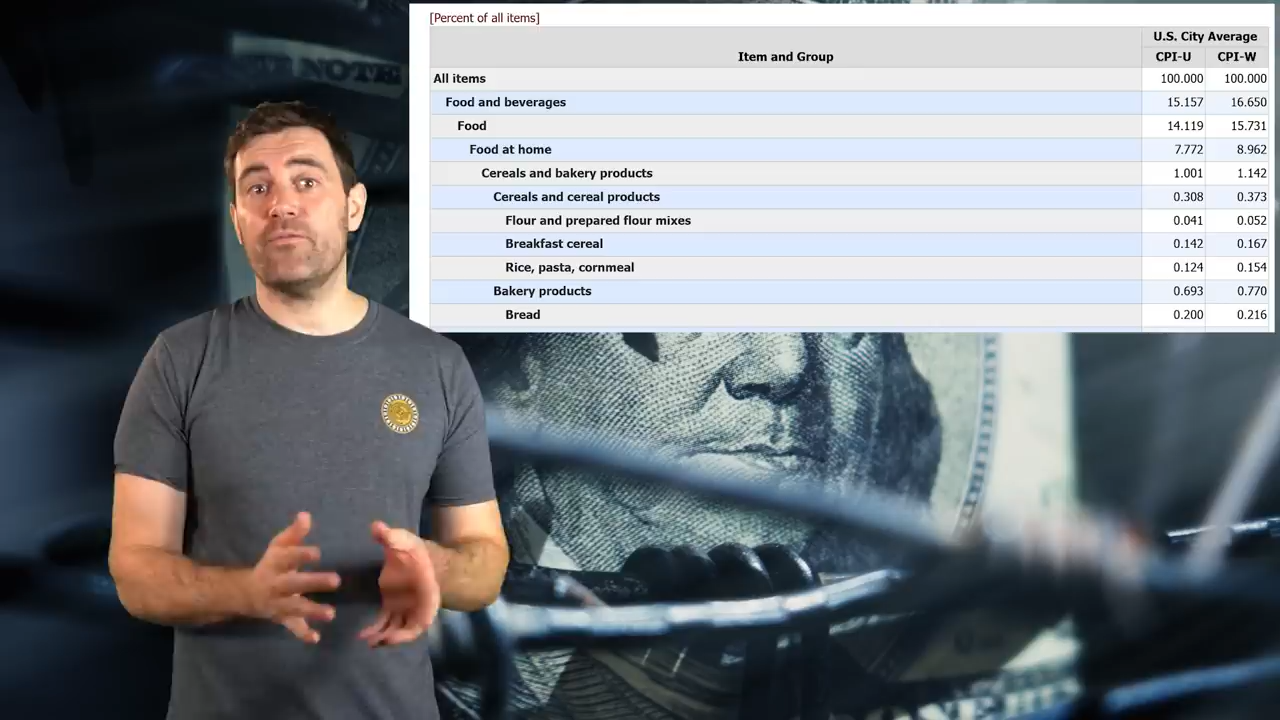 [Percent of all items]
U.S. City Average
Item and Group CPI-U CPI-W
All items 100.000 100.000
Food and beverages 15.157 16.650
Food 14.119 15.731
Food at home 7.772 8.962
Cereals and bakery products 1.001 1.142
Cereals and cereal products 0.308 0.373
Flour and prepared flour mixes 0.041 0.052
Breakfast cereal 0.142 0.167
Rice, pasta, cornmeal 0.124 0.154
Bakery products 0.693 0.770
Bread 0.200 0.216
NOTE